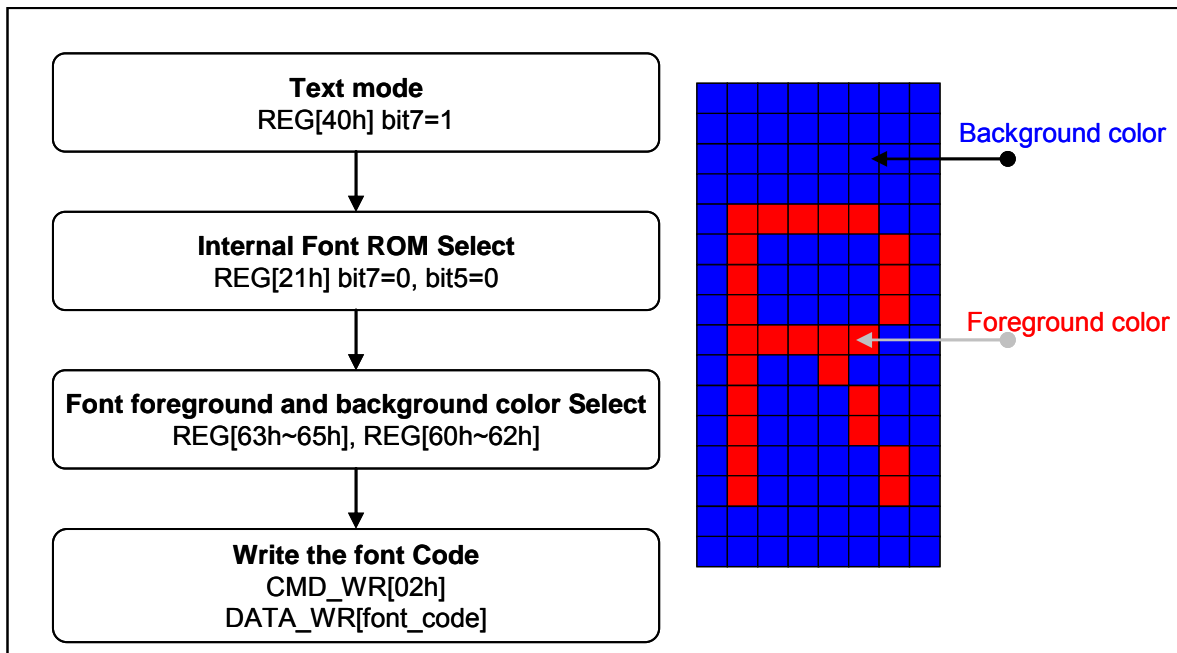 Text mode
REG[40h] bit7=1
Internal Font ROM Select
REG[21h] bit7=0, bit5=0
Font foreground and background color Select
REG[63h~65h], REG[60h~62h]
Write the font Code
CMD_WR[02h]
DATA_WR[font_code]
Background color
Foreground color